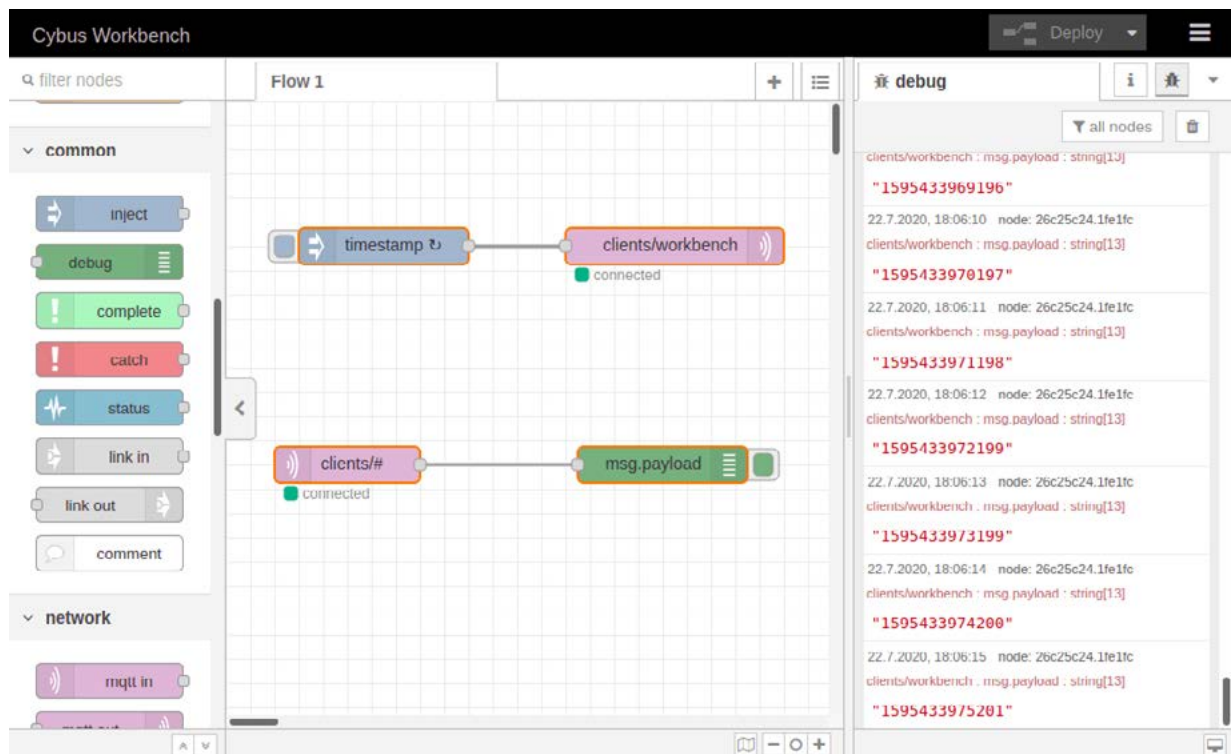 Cybus Workbench
Deploy
filter nodes
common
inject
debug
complete
catch
status
link in
link out
comment
network
mqtt in
Flow 1
timestamp ↻
clients/workbench
connected
clients/#
connected
msg.payload
debug
i
all nodes
clients/workbench : msg.payload : string[13]
"1595433969196"
22.7.2020, 18:06:10 node: 26c25c24.1fe1fc
clients/workbench : msg.payload : string[13]
"1595433970197"
22.7.2020, 18:06:11 node: 26c25c24.1fe1fc
clients/workbench : msg.payload : string[13]
"1595433971198"
22.7.2020, 18:06:12 node: 26c25c24.1fe1fc
clients/workbench : msg.payload : string[13]
"1595433972199"
22.7.2020, 18:06:13 node: 26c25c24.1fe1fc
clients/workbench : msg.payload : string[13]
"1595433973199"
22.7.2020, 18:06:14 node: 26c25c24.1fe1fc
clients/workbench : msg.payload : string[13]
"1595433974200"
22.7.2020, 18:06:15 node: 26c25c24.1fe1fc
clients/workbench : msg.payload : string[13]
"1595433975201"